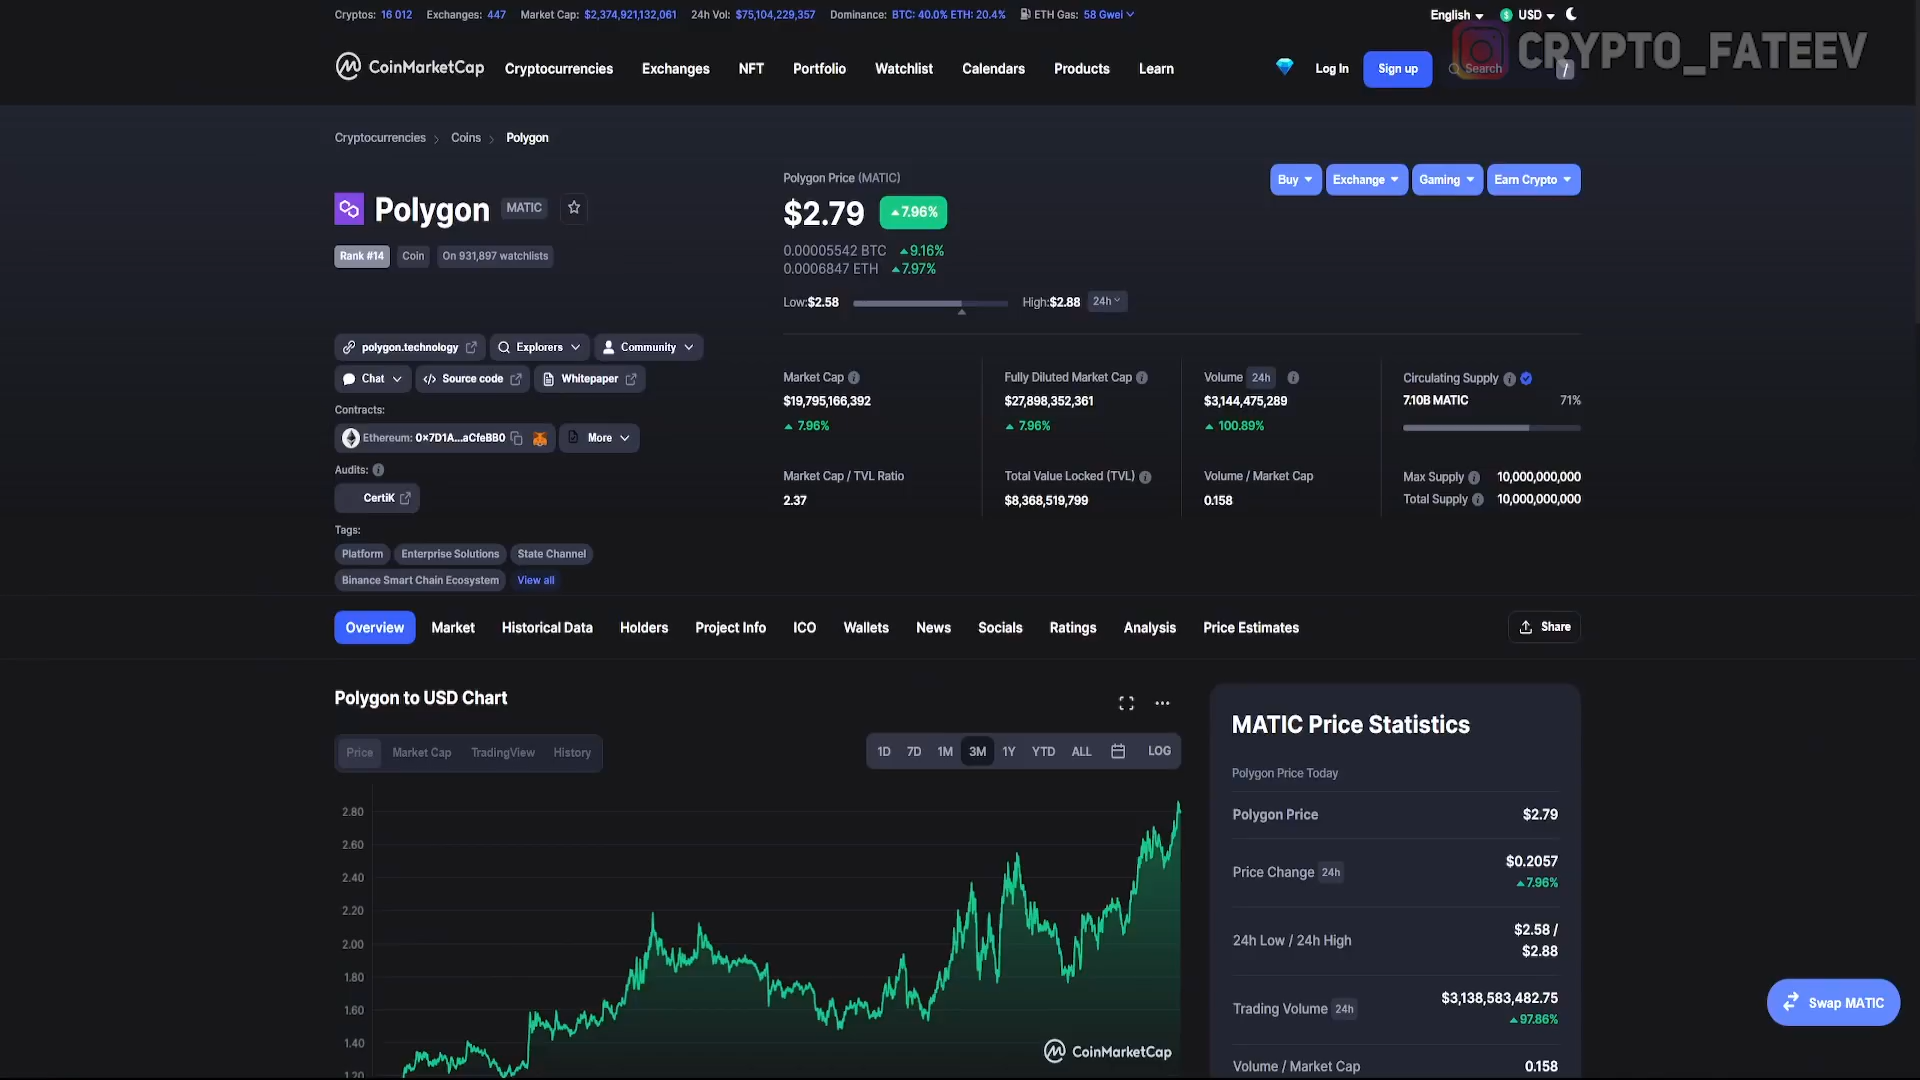 Cryptos: 16 012 Exchanges: 447 Market Cap: $2,374,921,132,061 24h Vol: $75,104,229,357 Dominance: BTC: 40.0% ETH: 20.4% ETH Gas: 58 Gwei English USD
CRYPTO_FATEEV
CoinMarketCap Cryptocurrencies Exchanges NFT Portfolio Watchlist Calendars Products Learn Log In Sign up Search /
Cryptocurrencies Coins Polygon
Polygon Price (MATIC)
Buy Exchange Gaming Earn Crypto
Polygon MATIC
$2.79 7.96%
Rank #14 Coin On 931,897 watchlists
0.00005542 BTC 9.16%
0.0006847 ETH 7.97%
Low:$2.58 High:$2.88 24h
polygon.technology Explorers Community
Chat Source code Whitepaper
Contracts:
Ethereum: 0x7D1A...aCfeBB0 More
Audits:
CertiK
Tags:
Platform Enterprise Solutions State Channel
Binance Smart Chain Ecosystem View all
Market Cap
$19,795,166,392
7.96%
Fully Diluted Market Cap
$27,898,352,361
7.96%
Volume 24h
$3,144,475,289
100.89%
Circulating Supply
7.10B MATIC 71%
Market Cap / TVL Ratio
2.37
Total Value Locked (TVL)
$8,368,519,799
Volume / Market Cap
0.158
Max Supply 10,000,000,000
Total Supply 10,000,000,000
Overview Market Historical Data Holders Project Info ICO Wallets News Socials Ratings Analysis Price Estimates Share
Polygon to USD Chart
Price Market Cap TradingView History
1D 7D 1M 3M 1Y YTD ALL LOG
2.80
2.60
2.40
2.20
2.00
1.80
1.60
1.40
1.20
CoinMarketCap
MATIC Price Statistics
Polygon Price Today
Polygon Price $2.79
Price Change 24h $0.2057
7.96%
24h Low / 24h High $2.58 /
$2.88
Trading Volume 24h $3,138,583,482.75
97.86%
Volume / Market Cap 0.158
Swap MATIC